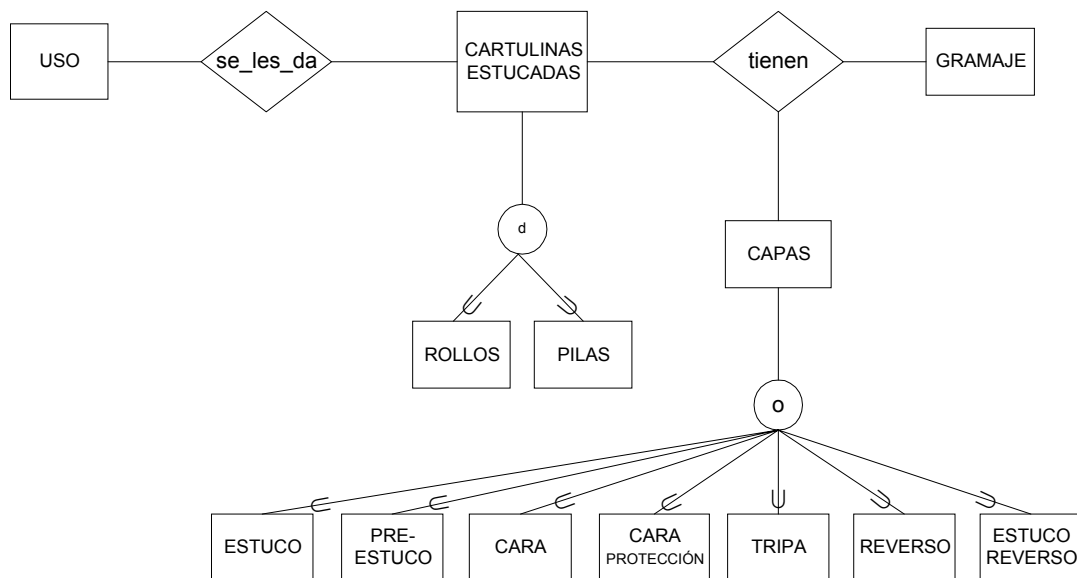 USO
se_les_da
CARTULINAS
ESTUCADAS
tienen
GRAMAJE
d
CAPAS
ROLLOS
PILAS
o
ESTUCO
PRE-
ESTUCO
CARA
CARA
PROTECCIÓN
TRIPA
REVERSO
ESTUCO
REVERSO